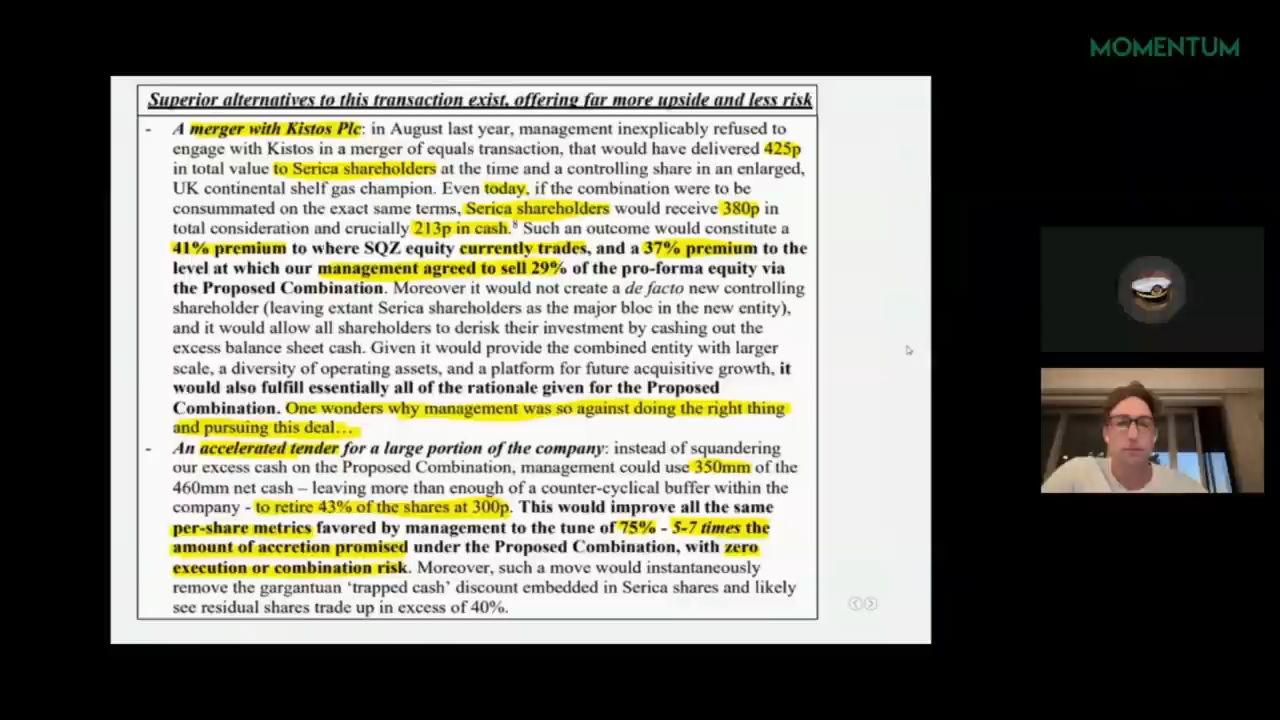 MOMENTUM
Superior alternatives to this transaction exist, offering far more upside and less risk
- A merger with Kistos Plc: in August last year, management inexplicably refused to
engage with Kistos in a merger of equals transaction, that would have delivered 425p
in total value to Serica shareholders at the time and a controlling share in an enlarged,
UK continental shelf gas champion. Even today, if the combination were to be
consummated on the exact same terms, Serica shareholders would receive 380p in
total consideration and crucially 213p in cash.⁸ Such an outcome would constitute a
41% premium to where SQZ equity currently trades, and a 37% premium to the
level at which our management agreed to sell 29% of the pro-forma equity via
the Proposed Combination. Moreover it would not create a de facto new controlling
shareholder (leaving extant Serica shareholders as the major bloc in the new entity),
and it would allow all shareholders to derisk their investment by cashing out the
excess balance sheet cash. Given it would provide the combined entity with larger
scale, a diversity of operating assets, and a platform for future acquisitive growth, it
would also fulfill essentially all of the rationale given for the Proposed
Combination. One wonders why management was so against doing the right thing
and pursuing this deal…
- An accelerated tender for a large portion of the company: instead of squandering
our excess cash on the Proposed Combination, management could use 350mm of the
460mm net cash – leaving more than enough of a counter-cyclical buffer within the
company - to retire 43% of the shares at 300p. This would improve all the same
per-share metrics favored by management to the tune of 75% - 5-7 times the
amount of accretion promised under the Proposed Combination, with zero
execution or combination risk. Moreover, such a move would instantaneously
remove the gargantuan ‘trapped cash’ discount embedded in Serica shares and likely
see residual shares trade up in excess of 40%.